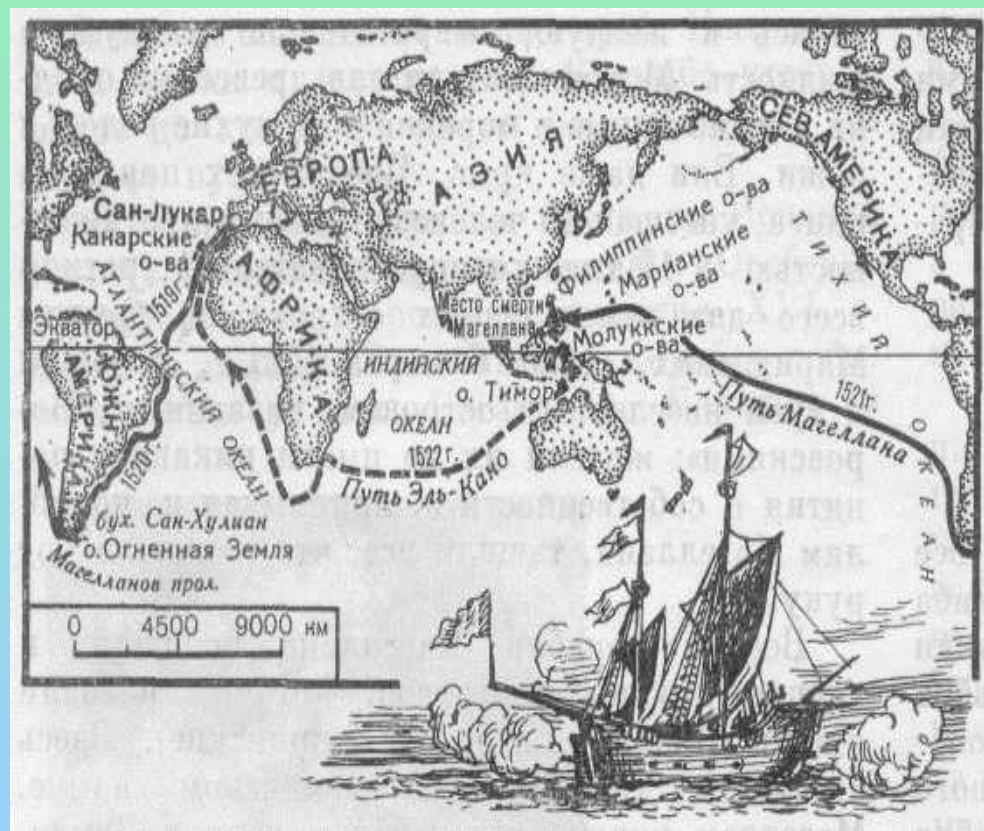 ЕВРОПА
АЗИЯ
СЕВ. АМЕРИКА
Сан-Лукар
Канарские
о-ва
АФРИКА
1519г.
АТЛАНТИЧЕСКИЙ
ОКЕАН
Экватор
ЮЖНАЯ
АМЕРИКА
1520г.
бух. Сан-Хулиан
о.Огненная Земля
Магелланов прол.
Филиппинские о-ва
Марианские
о-ва
Место смерти
Магеллана
Молуккские
о-ва
ИНДИЙСКИЙ
ОКЕАН
о. Тимор
1522г
Путь Эль-Кано
1521г.
Путь Магеллана
ТИХИЙ
ОКЕАН
0 4500 9000 км